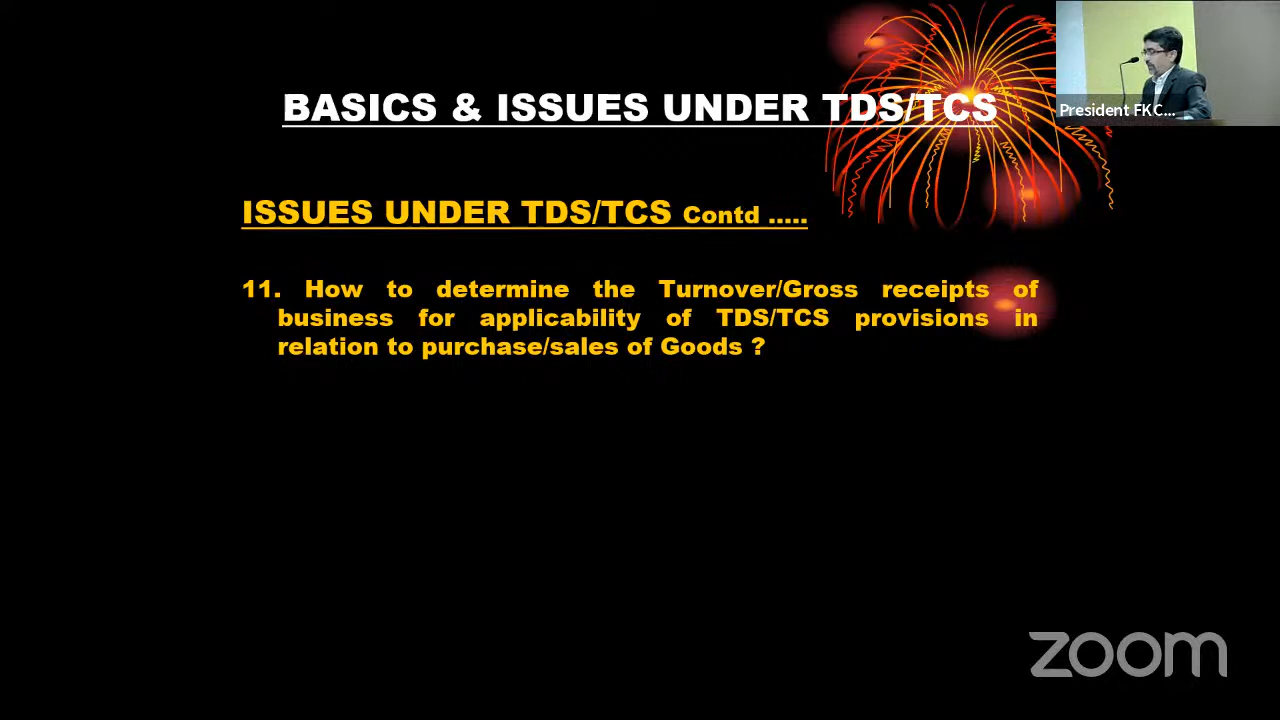 BASICS & ISSUES UNDER TDS/TCS
President FKC...
ISSUES UNDER TDS/TCS Contd .....
11. How to determine the Turnover/Gross receipts of
business for applicability of TDS/TCS provisions in
relation to purchase/sales of Goods ?
zoom